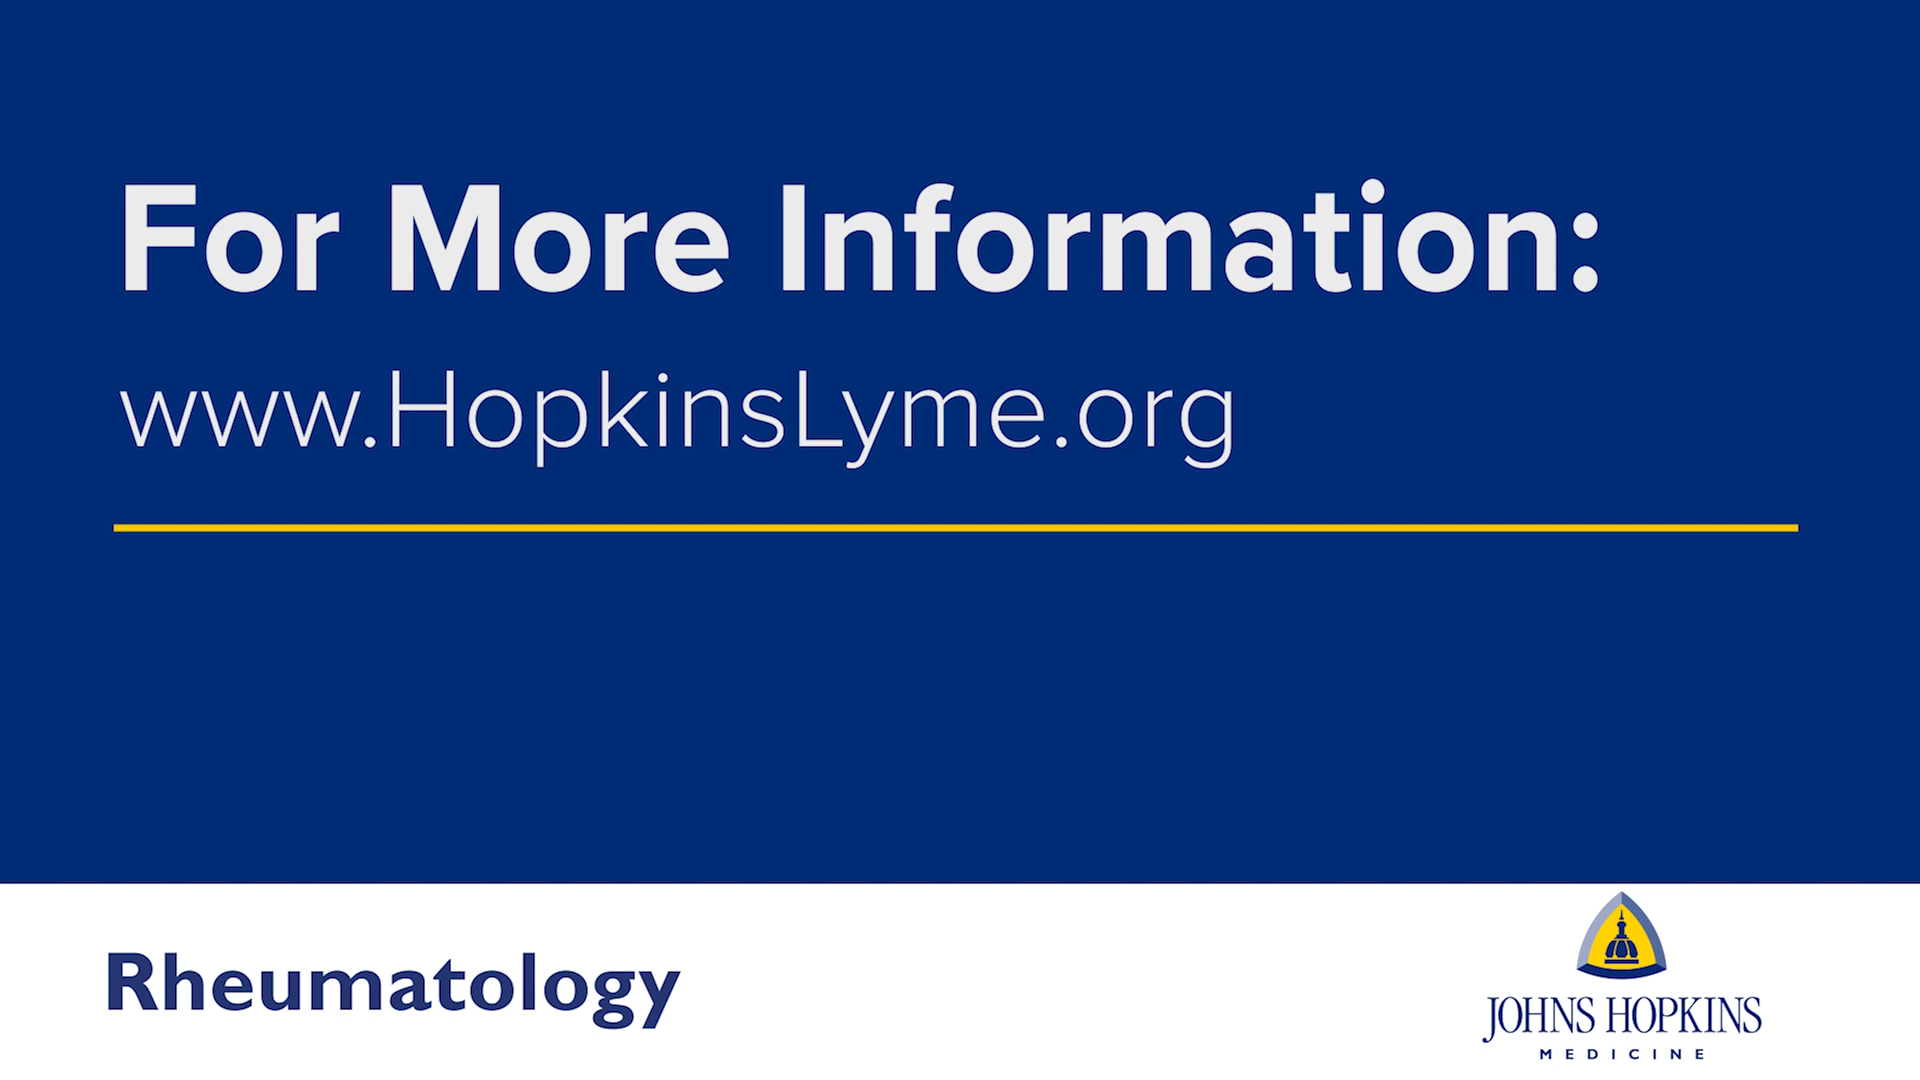 For More Information:
www.HopkinsLyme.org
Rheumatology
JOHNS HOPKINS
MEDICINE